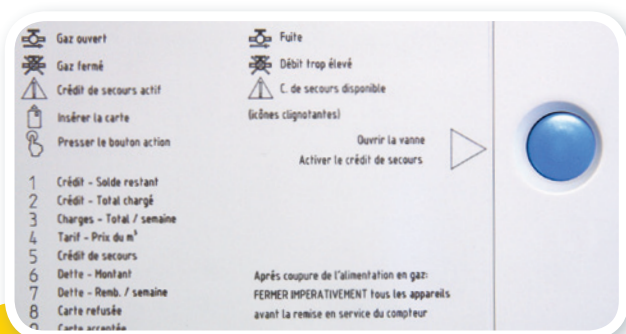 Gaz ouvert
Gaz fermé
Crédit de secours actif
Insérer la carte
Presser le bouton action
Fuite
Débit trop élevé
C. de secours disponible
(icônes clignotantes)
Ouvrir la vanne
Activer le crédit de secours
1 Crédit - Solde restant
2 Crédit - Total chargé
3 Charges - Total / semaine
4 Tarif - Prix du m³
5 Crédit de secours
6 Dette - Montant
7 Dette - Remb. / semaine
8 Carte refusée
9 Carte acceptée
Après coupure de l'alimentation en gaz:
FERMER IMPERATIVEMENT tous les appareils
avant la remise en service du compteur